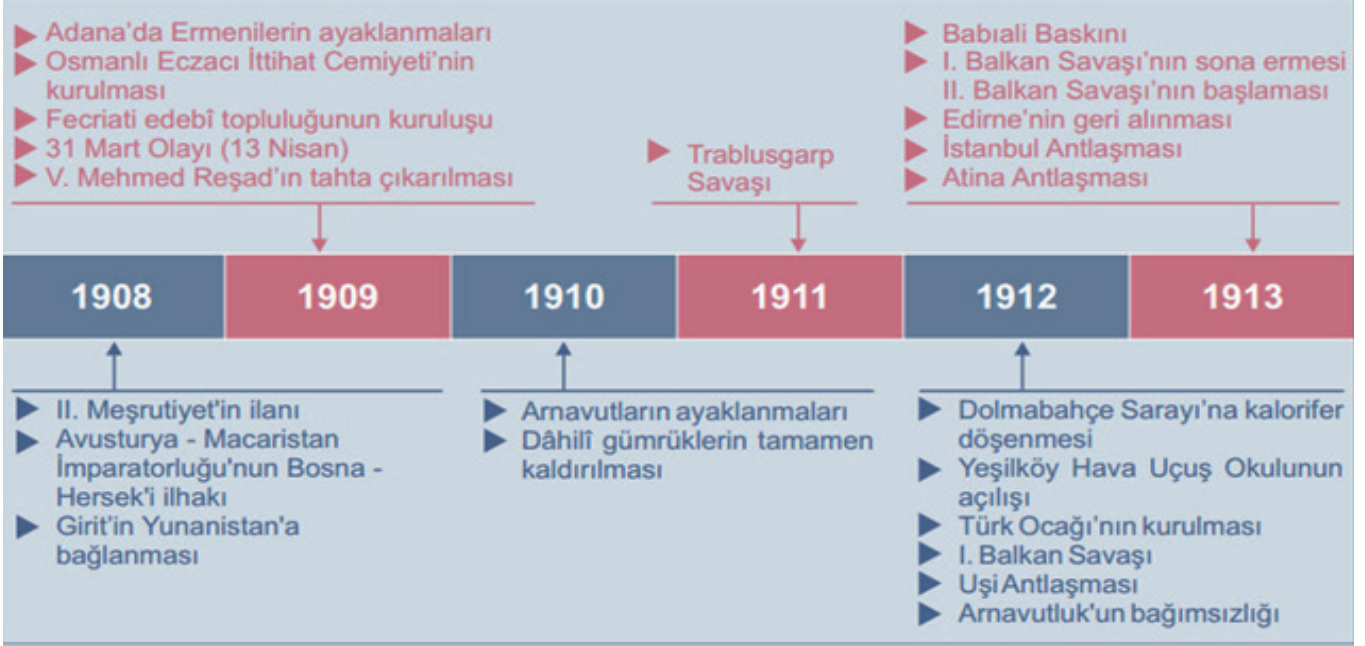 Adana'da Ermenilerin ayaklanmaları
Osmanlı Eczacı İttihat Cemiyeti'nin
kurulması
Fecriati edebî topluluğunun kuruluşu
31 Mart Olayı (13 Nisan)
V. Mehmed Reşad'ın tahta çıkarılması
Trablusgarp
Savaşı
Babıali Baskını
I. Balkan Savaşı'nın sona ermesi
II. Balkan Savaşı'nın başlaması
Edirne'nin geri alınması
İstanbul Antlaşması
Atina Antlaşması
1908 1909 1910 1911 1912 1913
II. Meşrutiyet'in ilanı
Avusturya - Macaristan
İmparatorluğu'nun Bosna -
Hersek'i ilhakı
Girit'in Yunanistan'a
bağlanması
Arnavutların ayaklanmaları
Dâhilî gümrüklerin tamamen
kaldırılması
Dolmabahçe Sarayı'na kalorifer
döşenmesi
Yeşilköy Hava Uçuş Okulunun
açılışı
Türk Ocağı'nın kurulması
I. Balkan Savaşı
Uşi Antlaşması
Arnavutluk'un bağımsızlığı